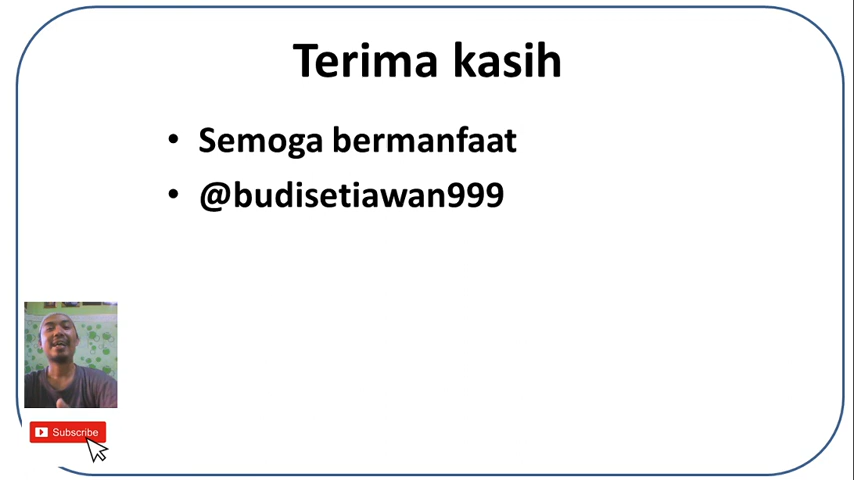 Terima kasih
• Semoga bermanfaat
• @budisetiawan999
Subscribe